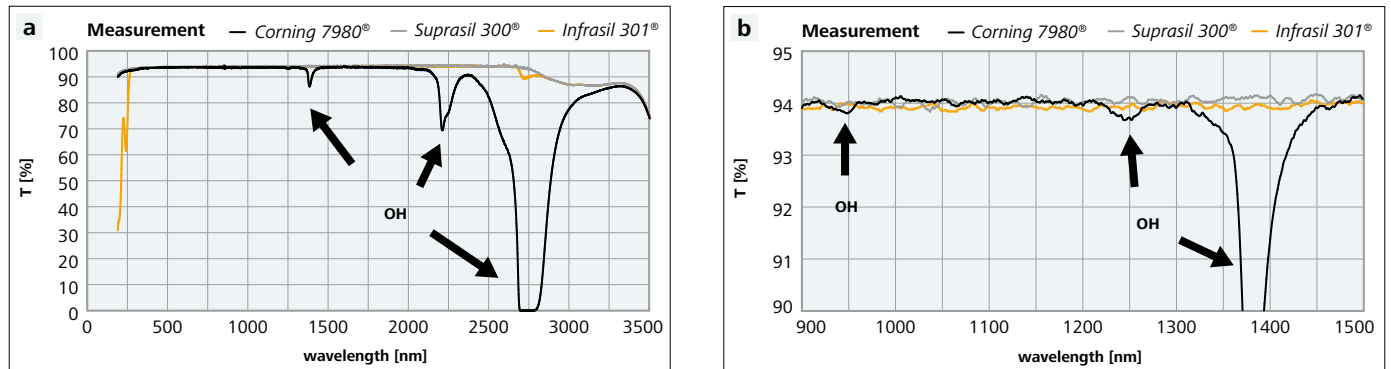 a Measurement Corning 7980® Suprasil 300® Infrasil 301®
100
90
80
70
60
50
40
30
20
10
0
T [%]
OH
0 500 1000 1500 2000 2500 3000 3500
wavelength [nm]
b Measurement Corning 7980® Suprasil 300® Infrasil 301®
95
94
93
92
91
90
T [%]
OH
OH
900 1000 1100 1200 1300 1400 1500
wavelength [nm]